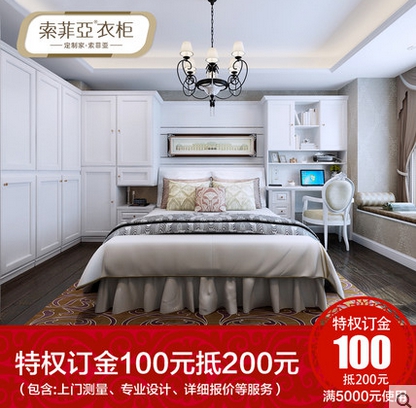 索菲亞®衣柜
定制家·索菲亚
特权订金100元抵200元
（包含:上门测量、专业设计、详细报价等服务）
特权订金
100
抵200元
满5000元使用